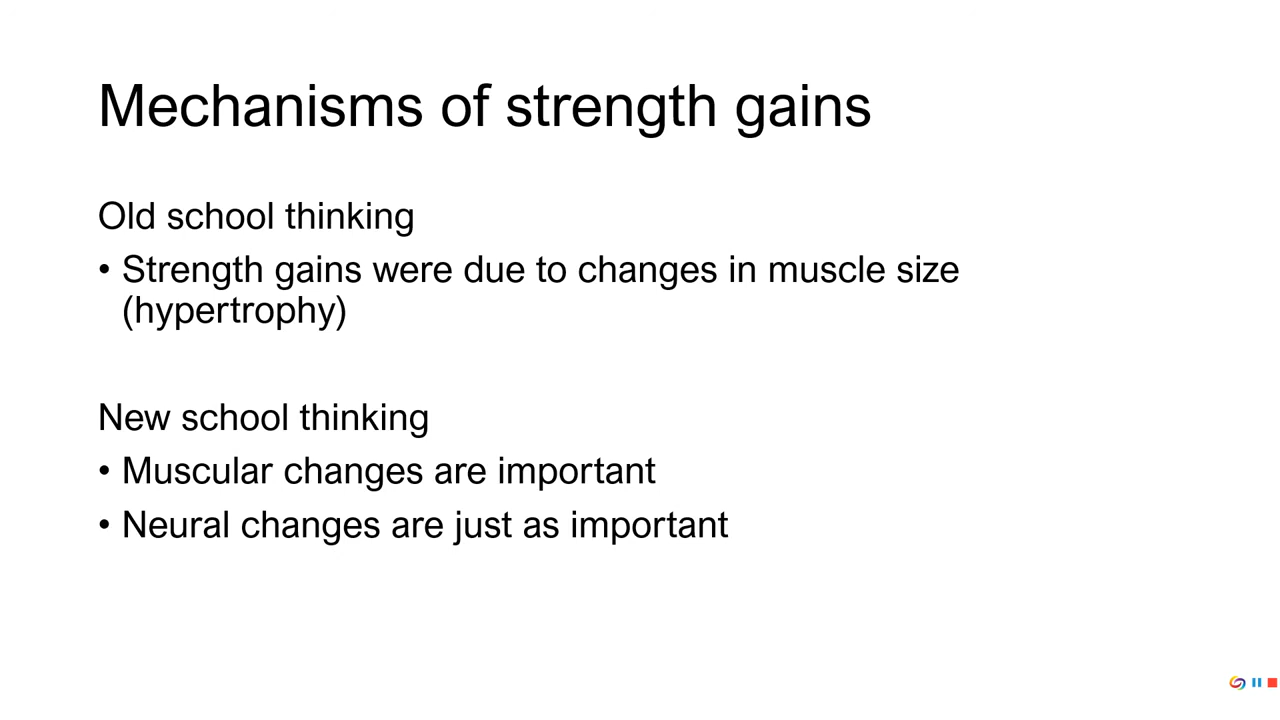 Mechanisms of strength gains
Old school thinking
• Strength gains were due to changes in muscle size
(hypertrophy)
New school thinking
• Muscular changes are important
• Neural changes are just as important